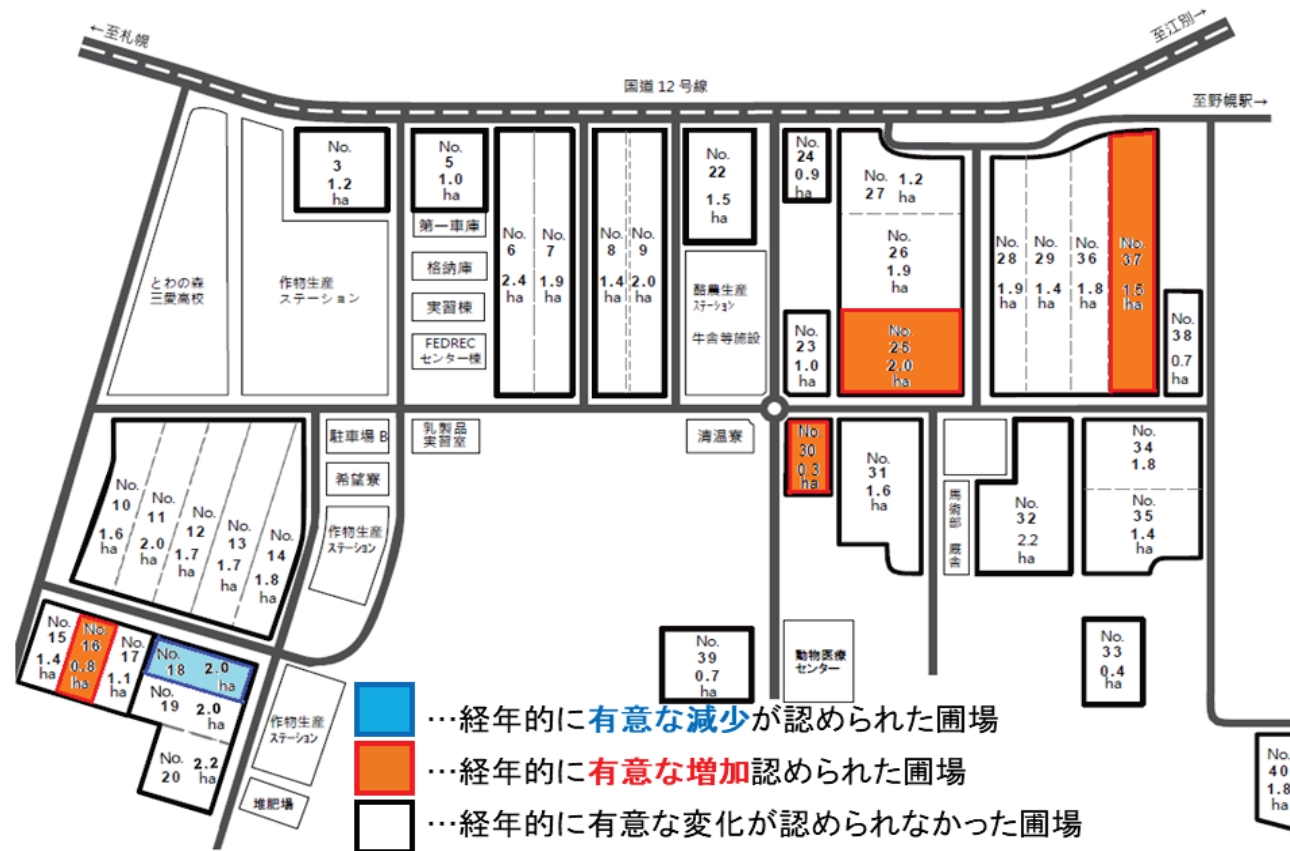 ←至札幌
至江別→
国道 12 号線
至野幌駅→
No.
3
1.2
ha
No.
5
1.0
ha
No.
6
2.4
ha
No.
7
1.9
ha
No.
8
1.4
ha
No.
9
2.0
ha
No.
22
1.5
ha
No.
24
0.9
ha
No.
27
1.2
ha
No.
26
1.9
ha
No.
25
2.0
ha
No.
23
1.0
ha
No.
28
1.9
ha
No.
29
1.4
ha
No.
36
1.8
ha
No.
37
1.5
ha
No.
38
0.7
ha
とわの森
三愛高校
作物生産
ステーション
第一車庫
格納庫
実習棟
FEDREC
センター棟
酪農生産
ステーション
牛舎等施設
駐車場 B
希望寮
作物生産
ステーション
乳製品
実習室
清温寮
No.
10
1.6
ha
No.
11
2.0
ha
No.
12
1.7
ha
No.
13
1.7
ha
No.
14
1.8
ha
No
30
0.3
ha
No.
31
1.6
ha
馬術部 厩舎
No.
32
2.2
ha
No.
34
1.8
No.
35
1.4
ha
No.
15
1.4
ha
No.
16
0.8
ha
No.
17
1.1
ha
No.
18
2.0
ha
No.
19
2.0
ha
No.
20
2.2
ha
作物生産
ステーション
堆肥場
No.
39
0.7
ha
動物医療
センター
No.
33
0.4
ha
No.
40
1.8
ha
…経年的に有意な減少が認められた圃場
…経年的に有意な増加認められた圃場
…経年的に有意な変化が認められなかった圃場